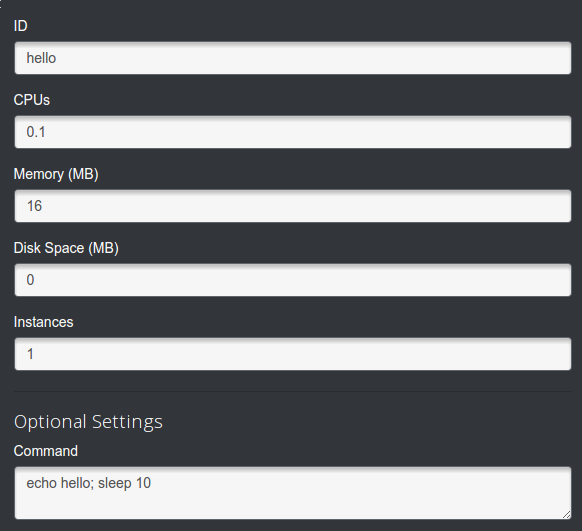 ID
hello
CPUs
0.1
Memory (MB)
16
Disk Space (MB)
0
Instances
1
Optional Settings
Command
echo hello; sleep 10